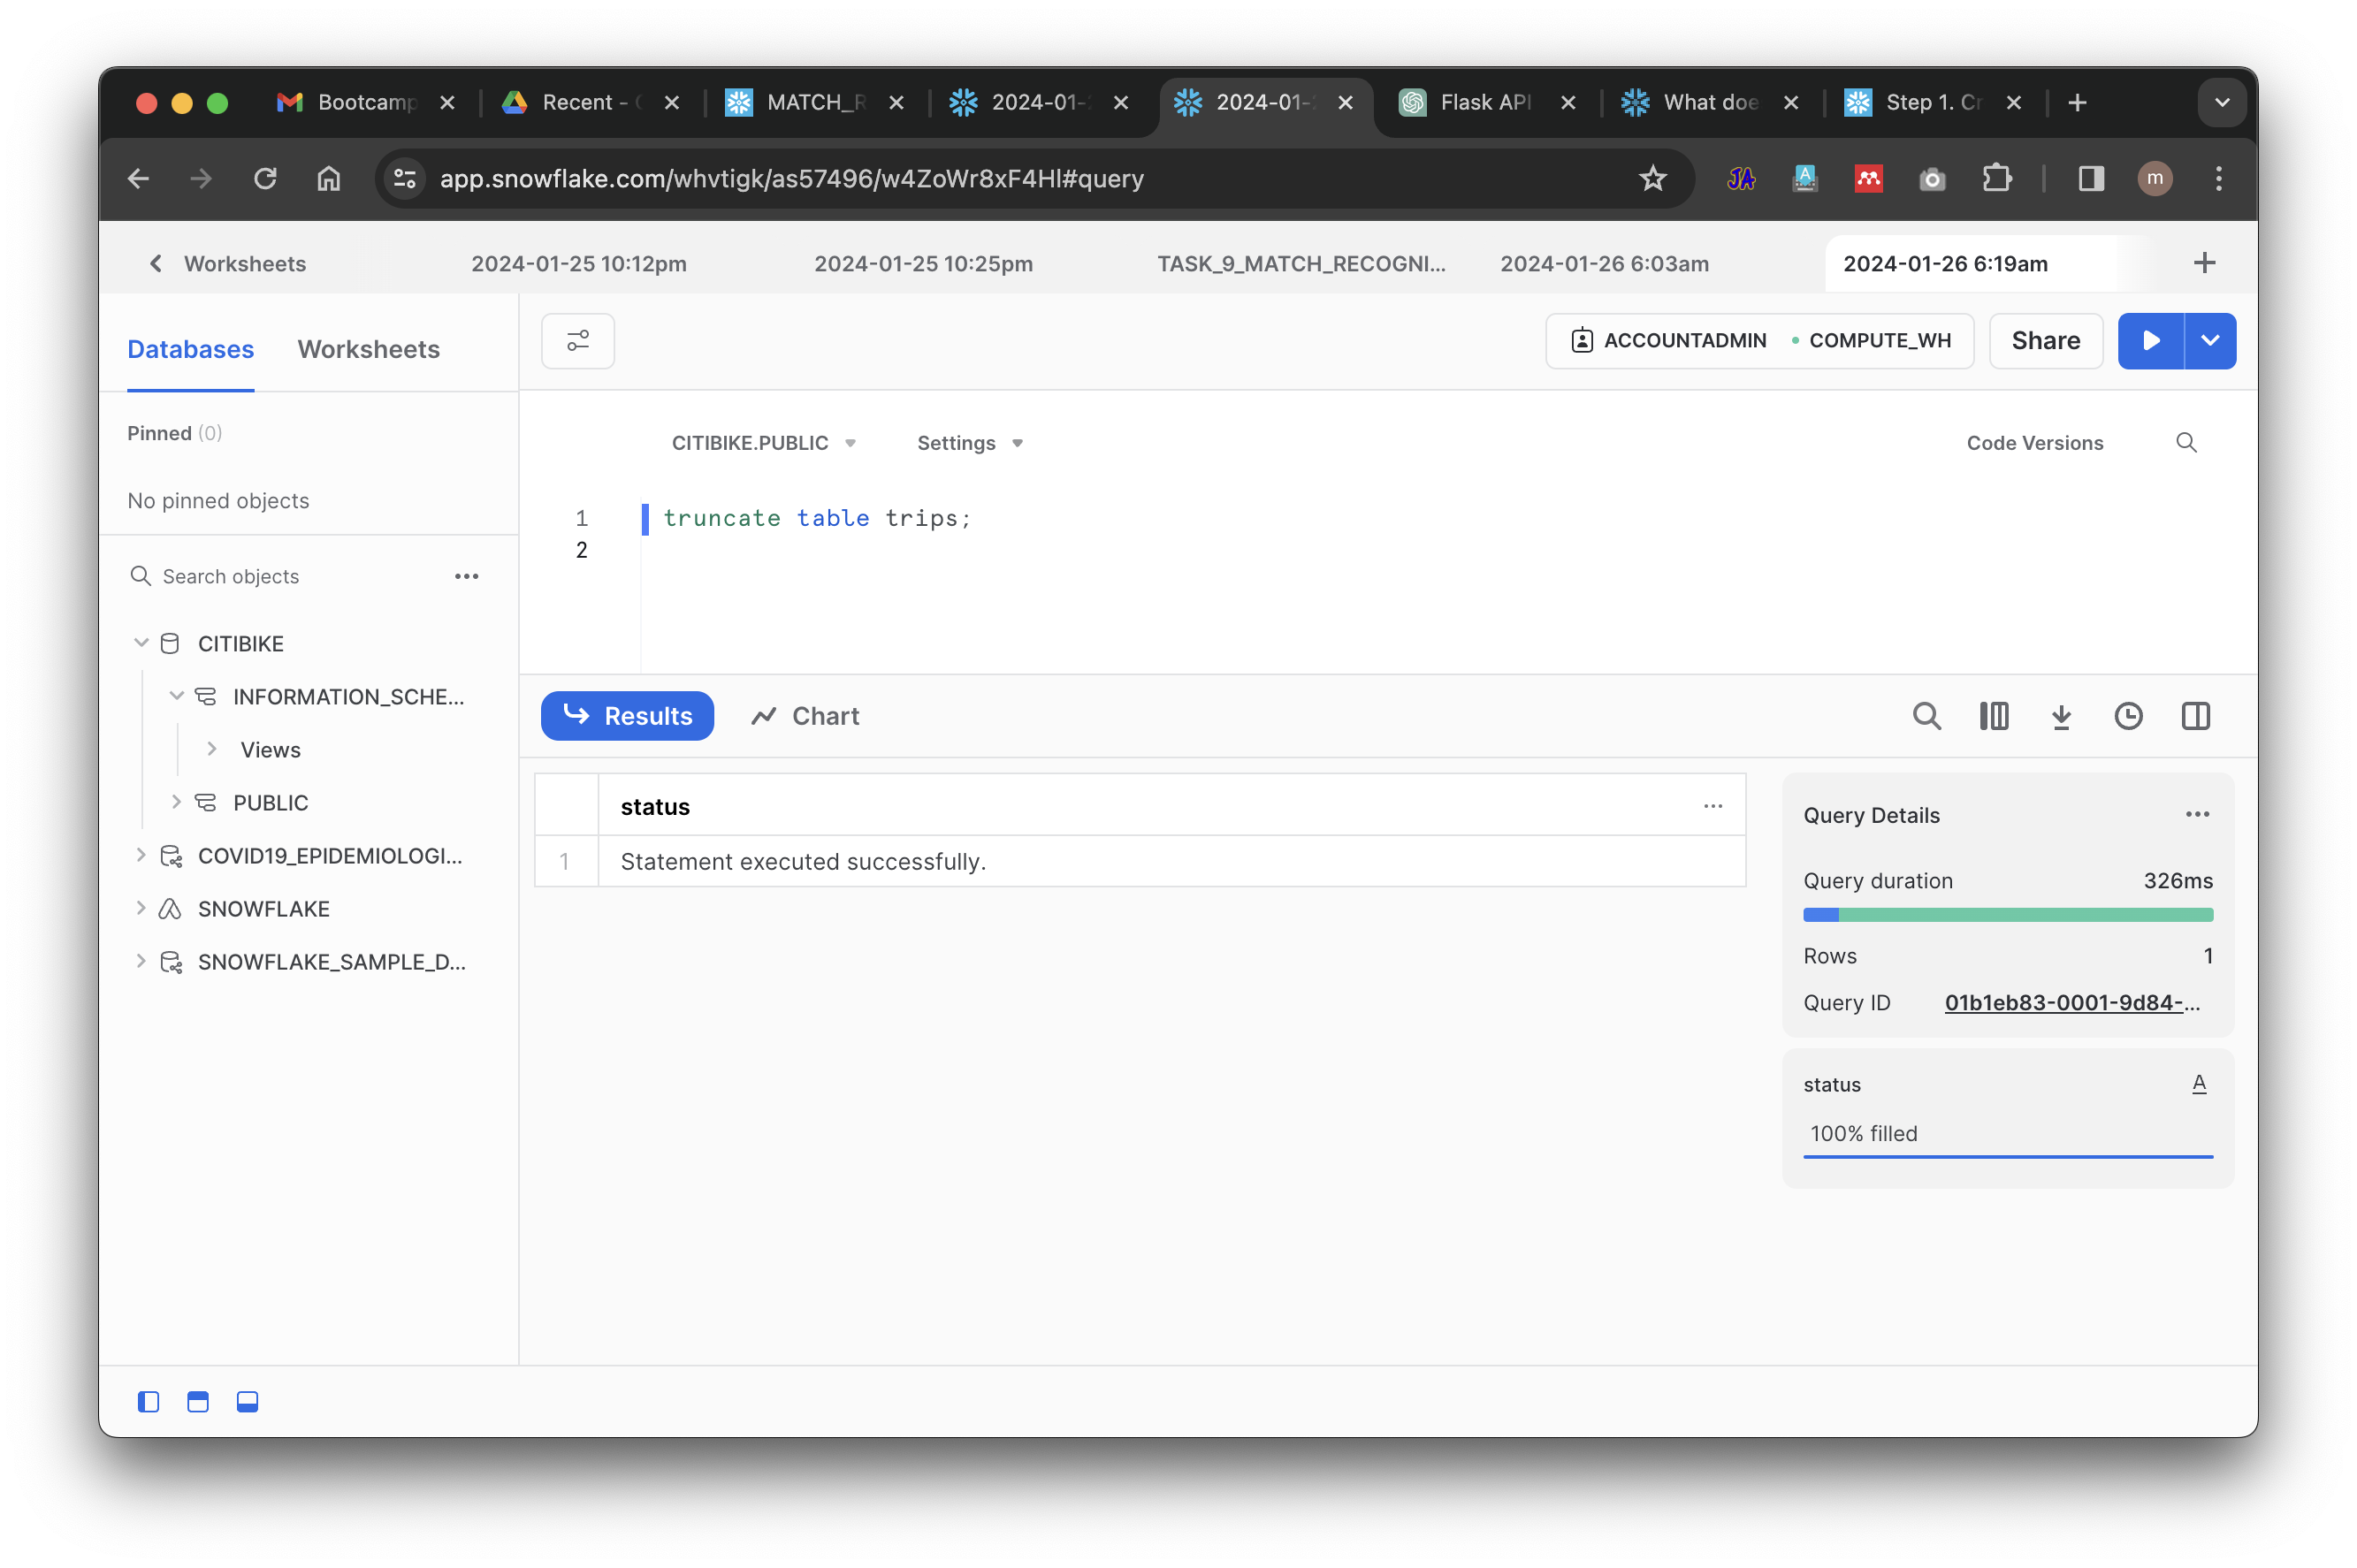 Bootcamp
Recent -
MATCH_R
2024-01-
2024-01-
Flask API
What doe
Step 1. Cr
app.snowflake.com/whvtigk/as57496/w4ZoWr8xF4HI#query
JA
A
m
Worksheets
2024-01-25 10:12pm
2024-01-25 10:25pm
TASK_9_MATCH_RECOGNI...
2024-01-26 6:03am
2024-01-26 6:19am
Databases
Worksheets
ACCOUNTADMIN
COMPUTE_WH
Share
Pinned (0)
No pinned objects
CITIBIKE.PUBLIC
Settings
Code Versions
1 truncate table trips;
2
Search objects
CITIBIKE
INFORMATION_SCHE...
Views
PUBLIC
COVID19_EPIDEMIOLOGI...
SNOWFLAKE
SNOWFLAKE_SAMPLE_D...
Results
Chart
status
1 Statement executed successfully.
Query Details
Query duration 326ms
Rows 1
Query ID 01b1eb83-0001-9d84-...
status A
100% filled